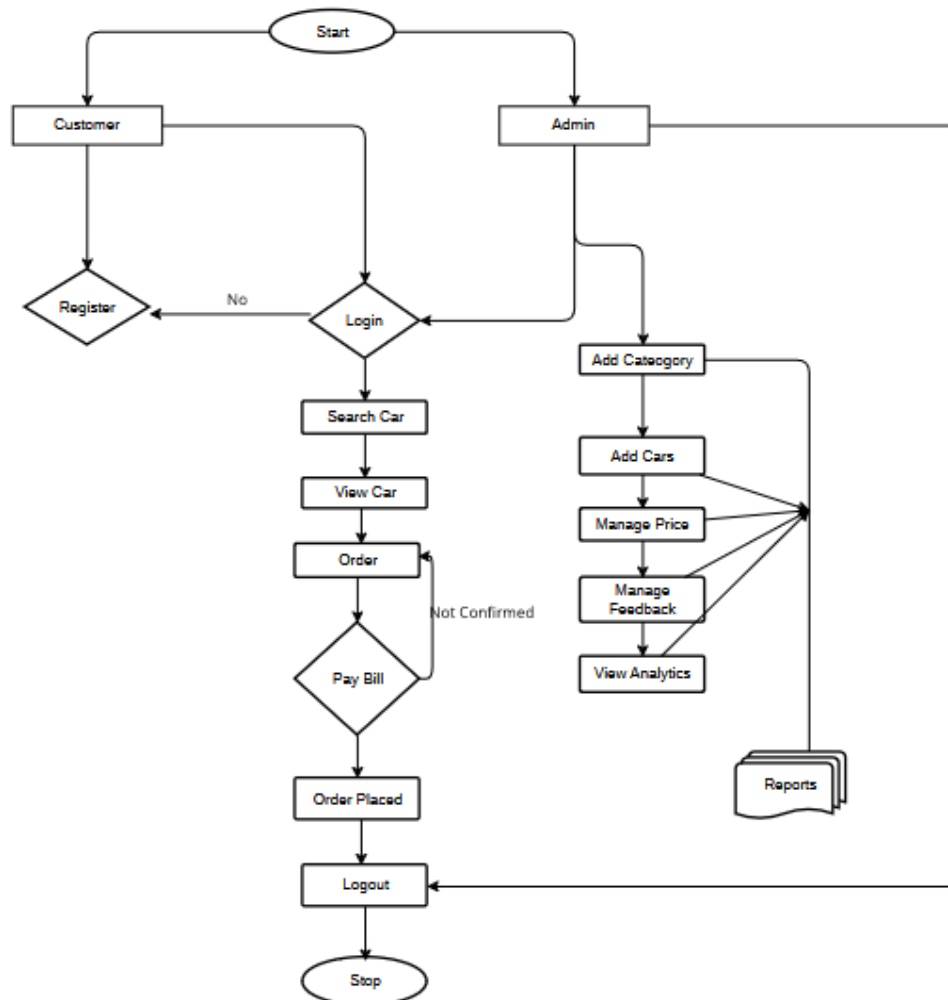 Start
Customer
Admin
Register
No
Login
Add Cateogory
Search Car
Add Cars
View Car
Manage Price
Order
Manage
Feedback
Not Confirmed
Pay Bill
View Analytics
Order Placed
Reports
Logout
Stop